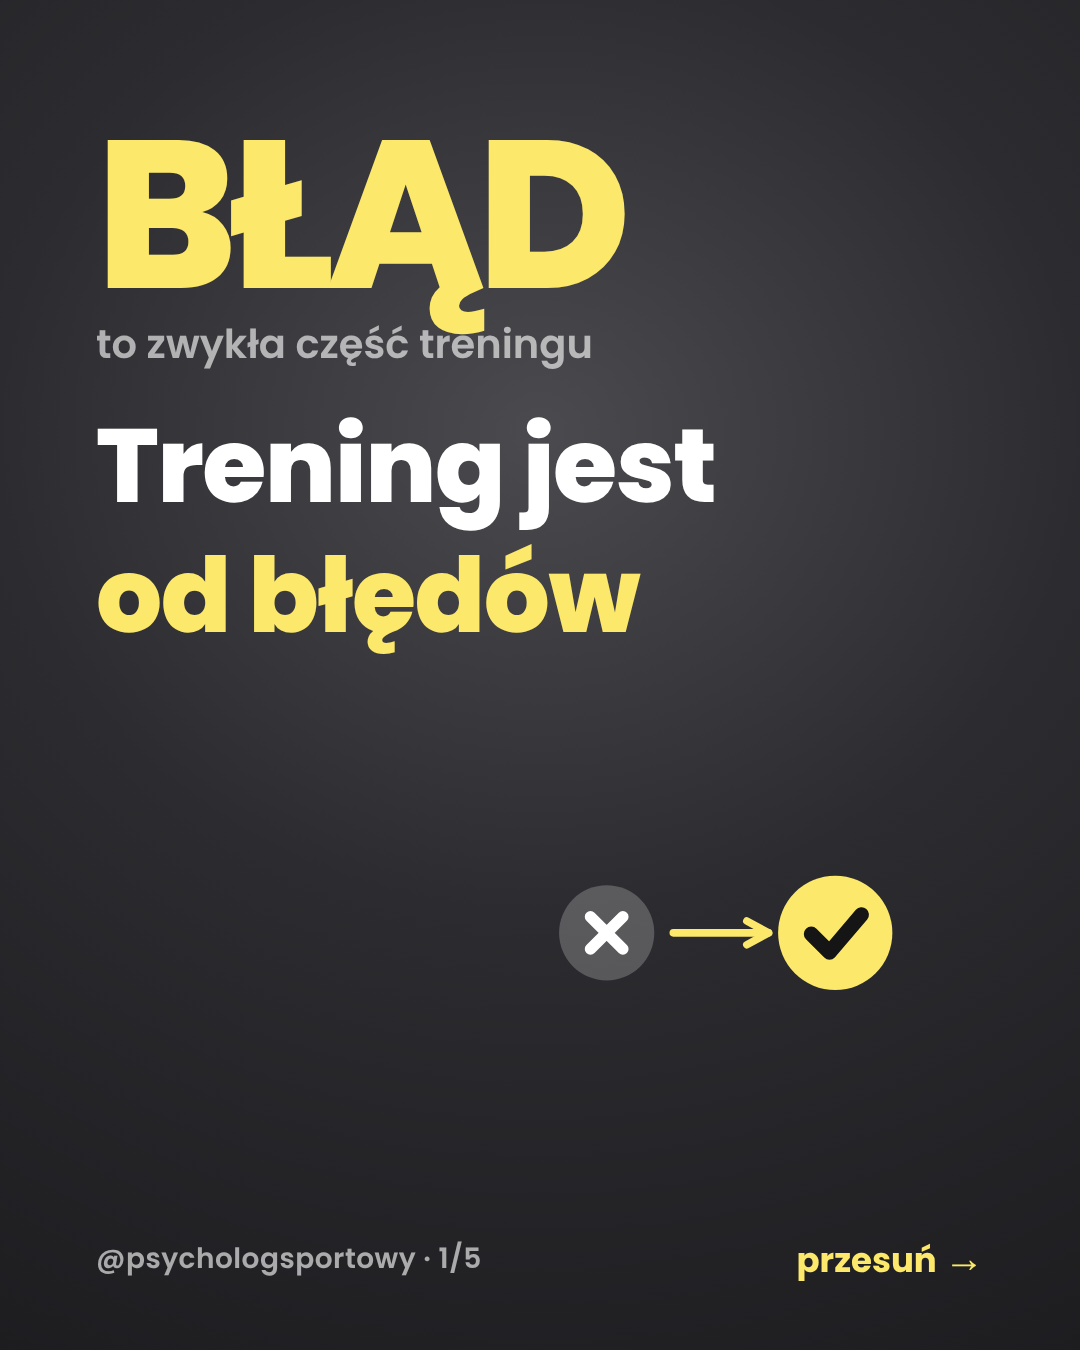 BŁĄD
to zwykła część treningu
Trening jest
od błędów
@psychologsportowy · 1/5
przesuń →